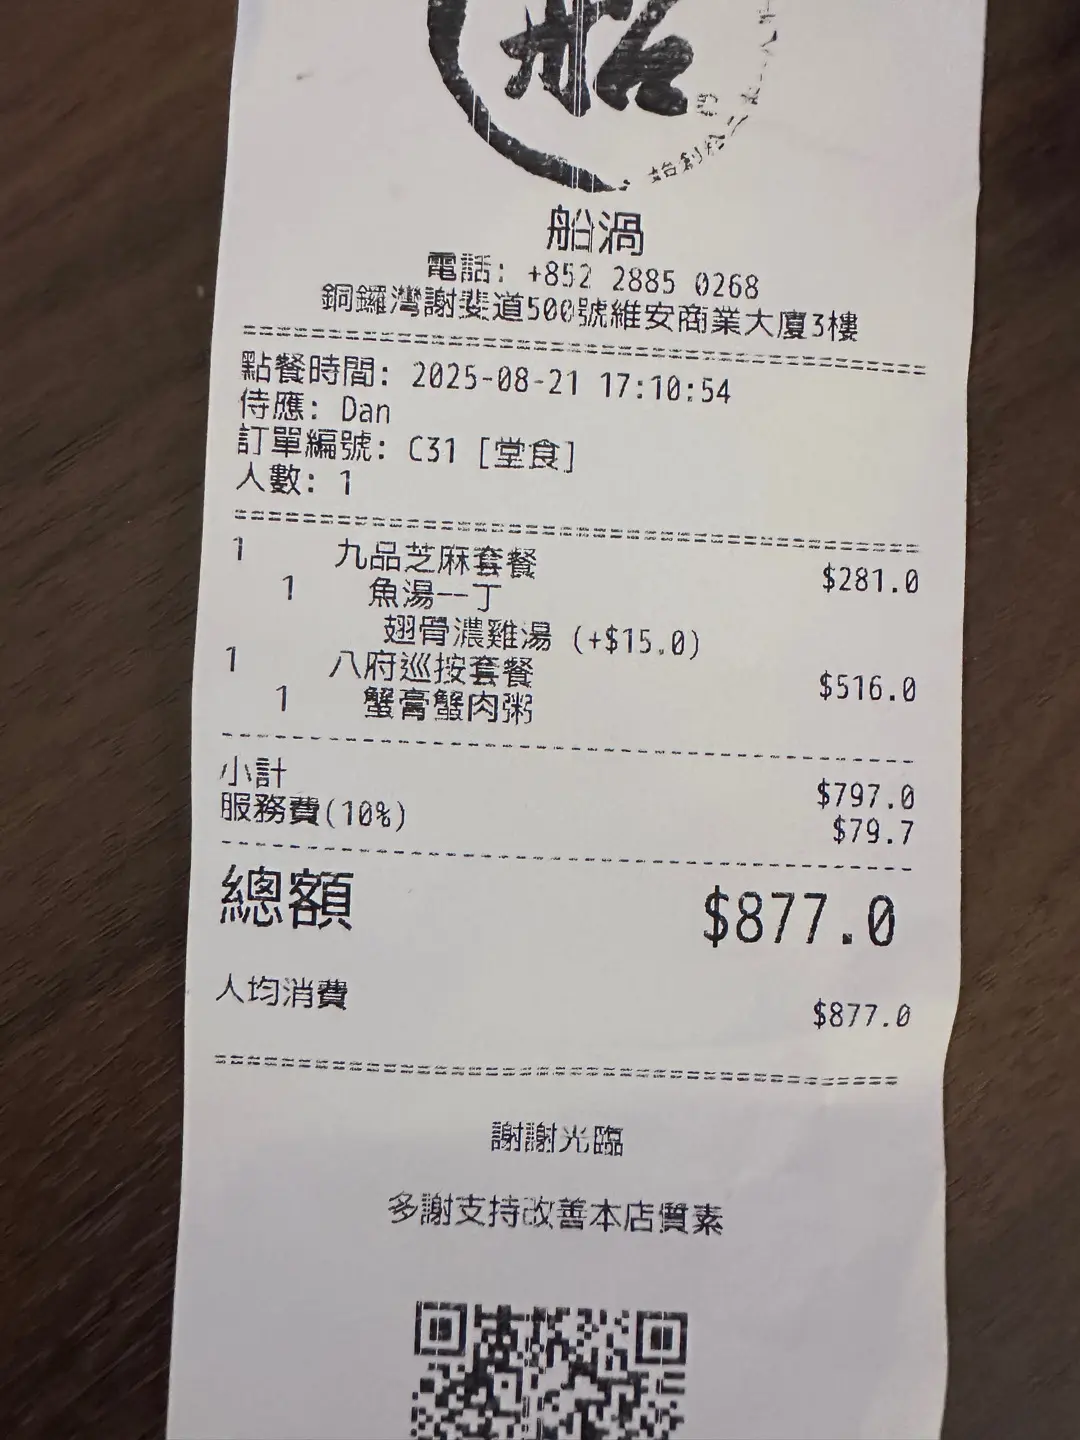 船
始創於二
船渦
電話: +852 2885 0268
銅鑼灣謝斐道500號維安商業大廈3樓
點餐時間: 2025-08-21 17:10:54
侍應: Dan
訂單編號: C31 [堂食]
人數: 1
1 九品芝麻套餐 $281.0
1 魚湯一丁
翅骨濃雞湯 (+$15.0)
1 八府巡按套餐 $516.0
1 蟹膏蟹肉粥
小計 $797.0
服務費(10%) $79.7
總額 $877.0
人均消費 $877.0
謝謝光臨
多謝支持改善本店質素